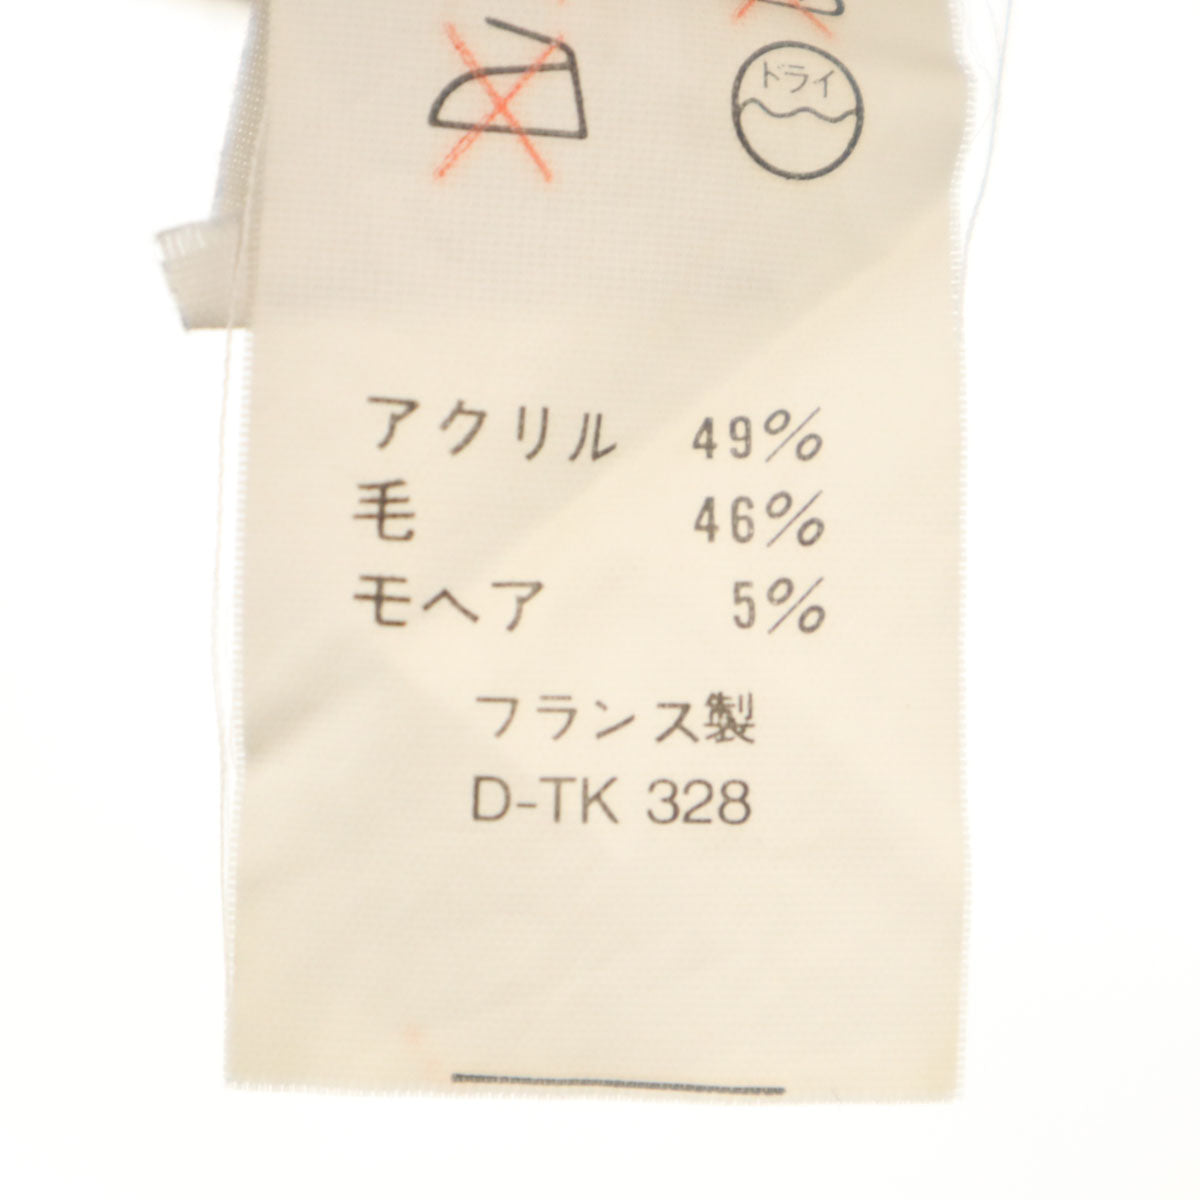 ドライ
アクリル 49%
毛 46%
モヘア 5%
フランス製
D-TK 328